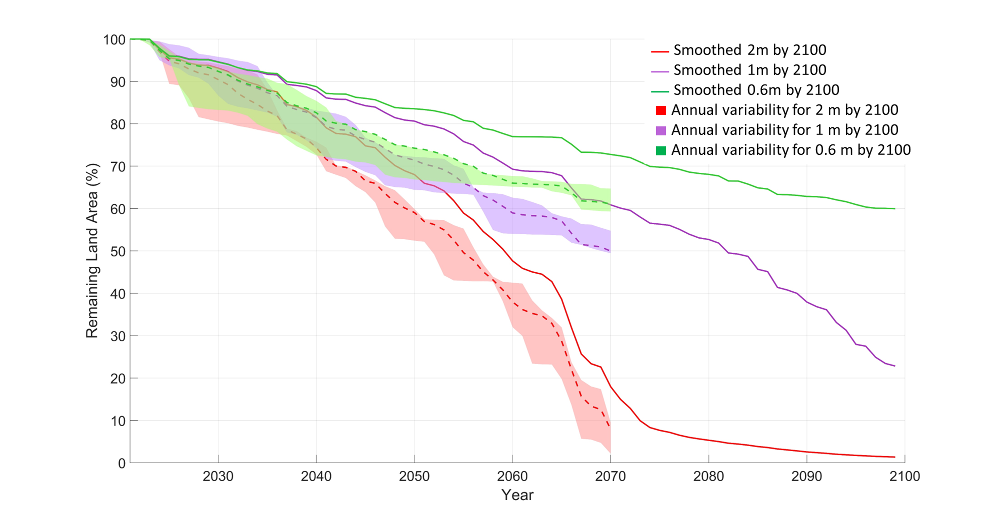 Smoothed 2m by 2100
Smoothed 1m by 2100
Smoothed 0.6m by 2100
Annual variability for 2 m by 2100
Annual variability for 1 m by 2100
Annual variability for 0.6 m by 2100
Remaining Land Area (%)
100
90
80
70
60
50
40
30
20
10
0
2030 2040 2050 2060 2070 2080 2090 2100
Year